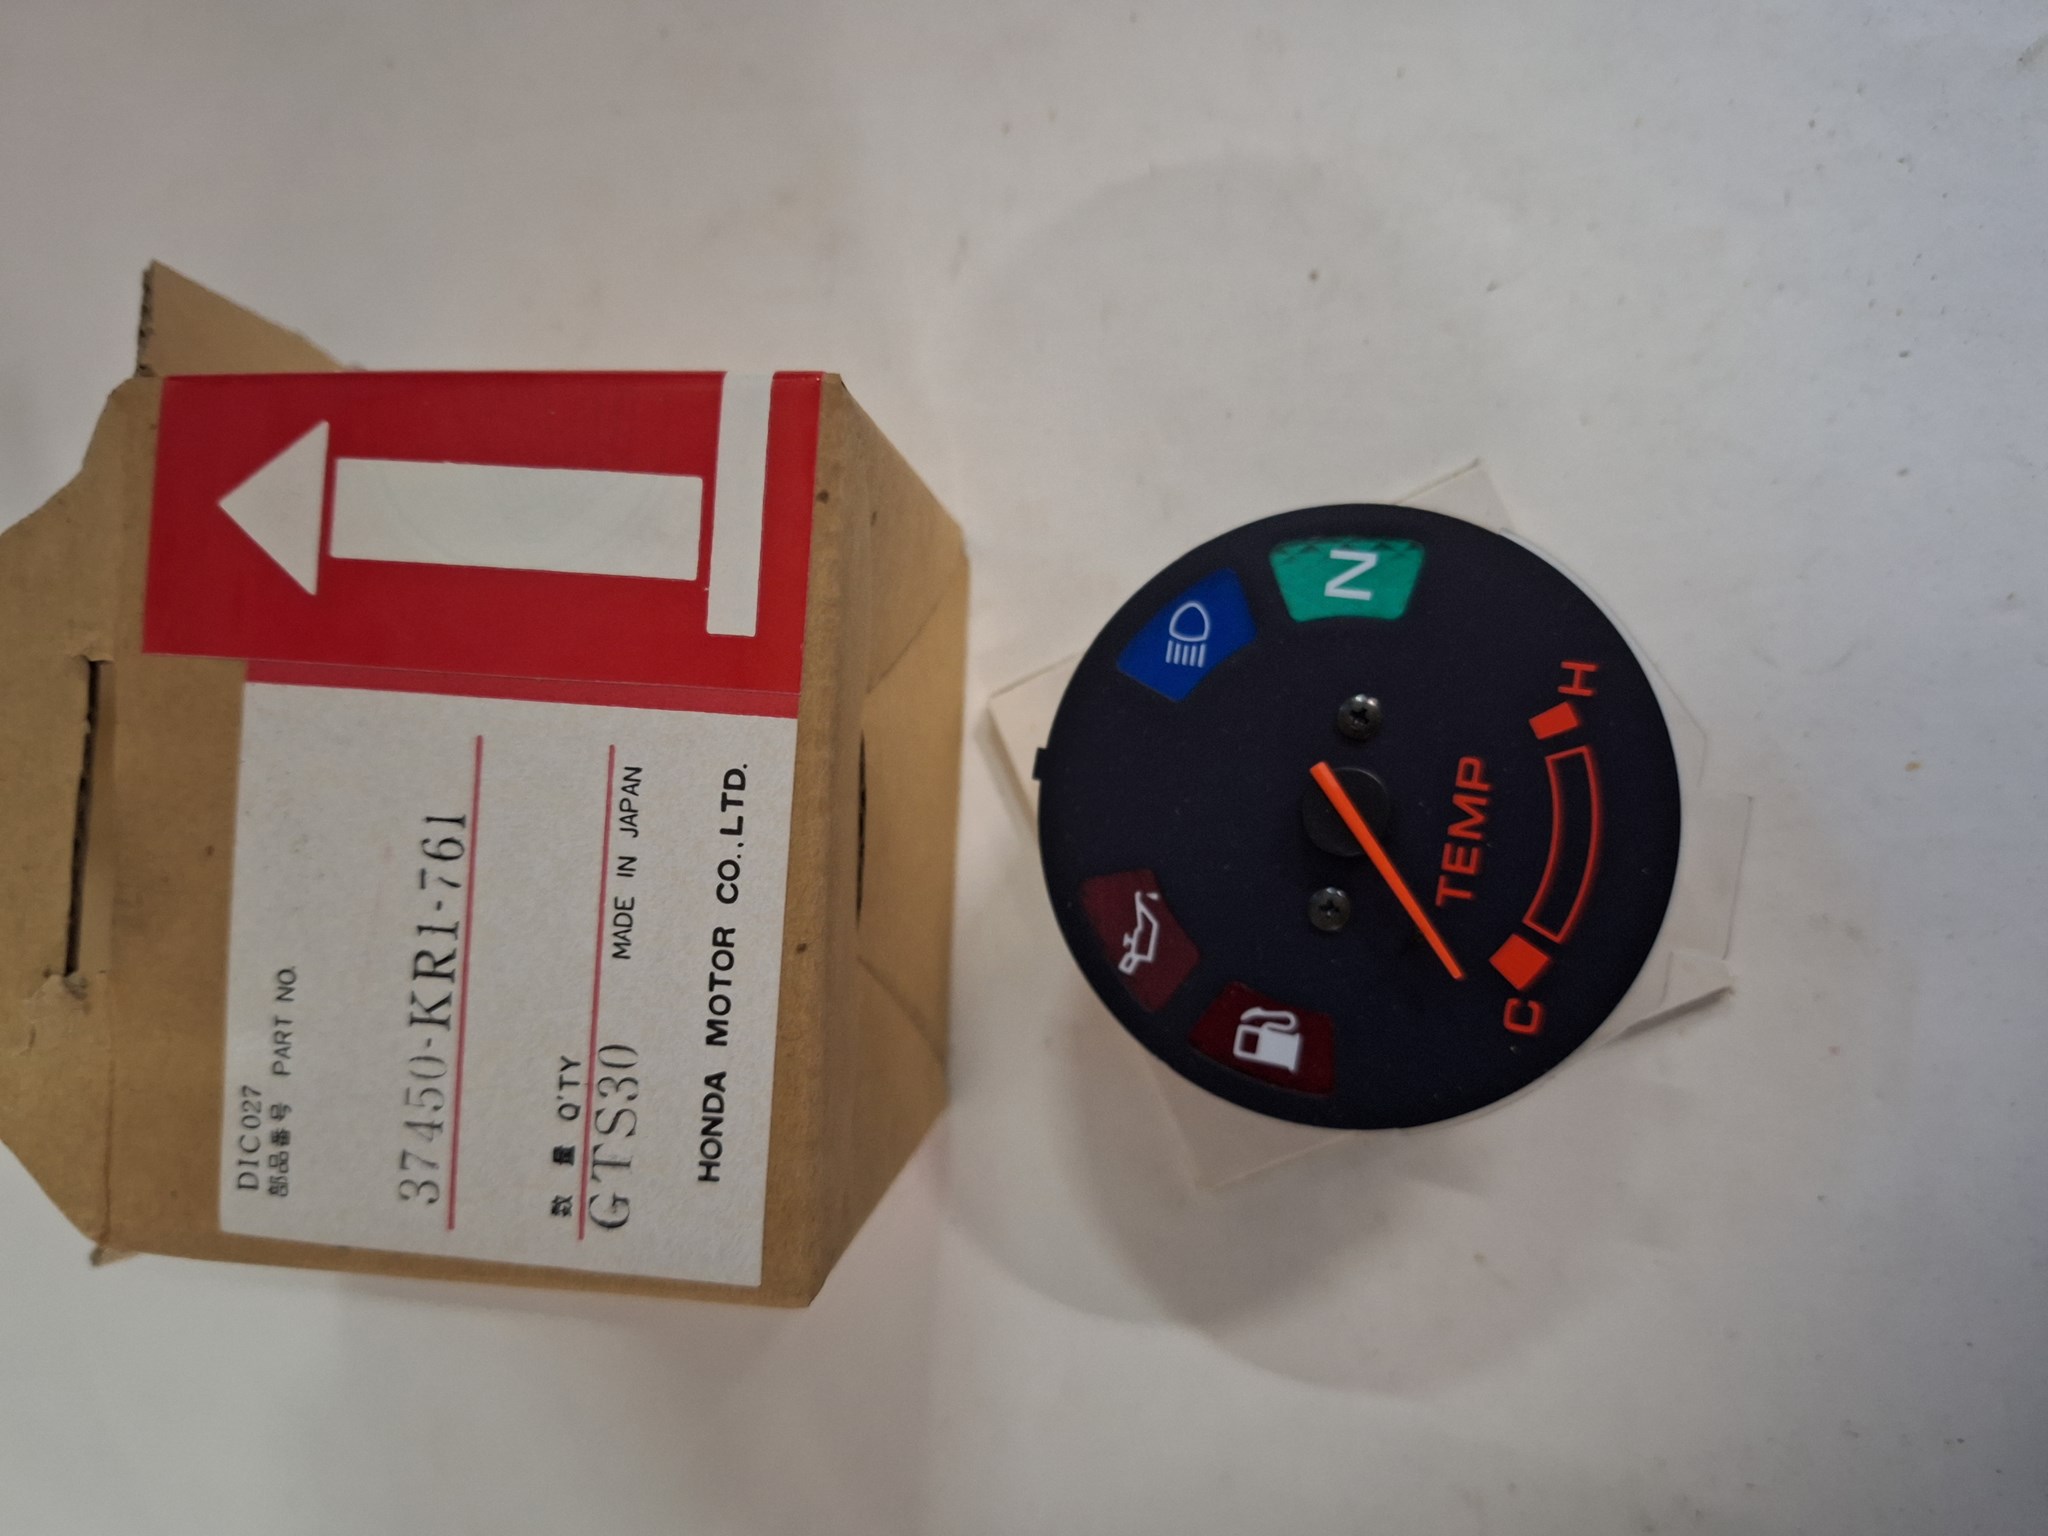 DIC027
部品番号 PART NO.
37450-KR1-761
数 量 Q'TY
GTS30 MADE IN JAPAN
HONDA MOTOR CO.,LTD.
N
TEMP
C
H